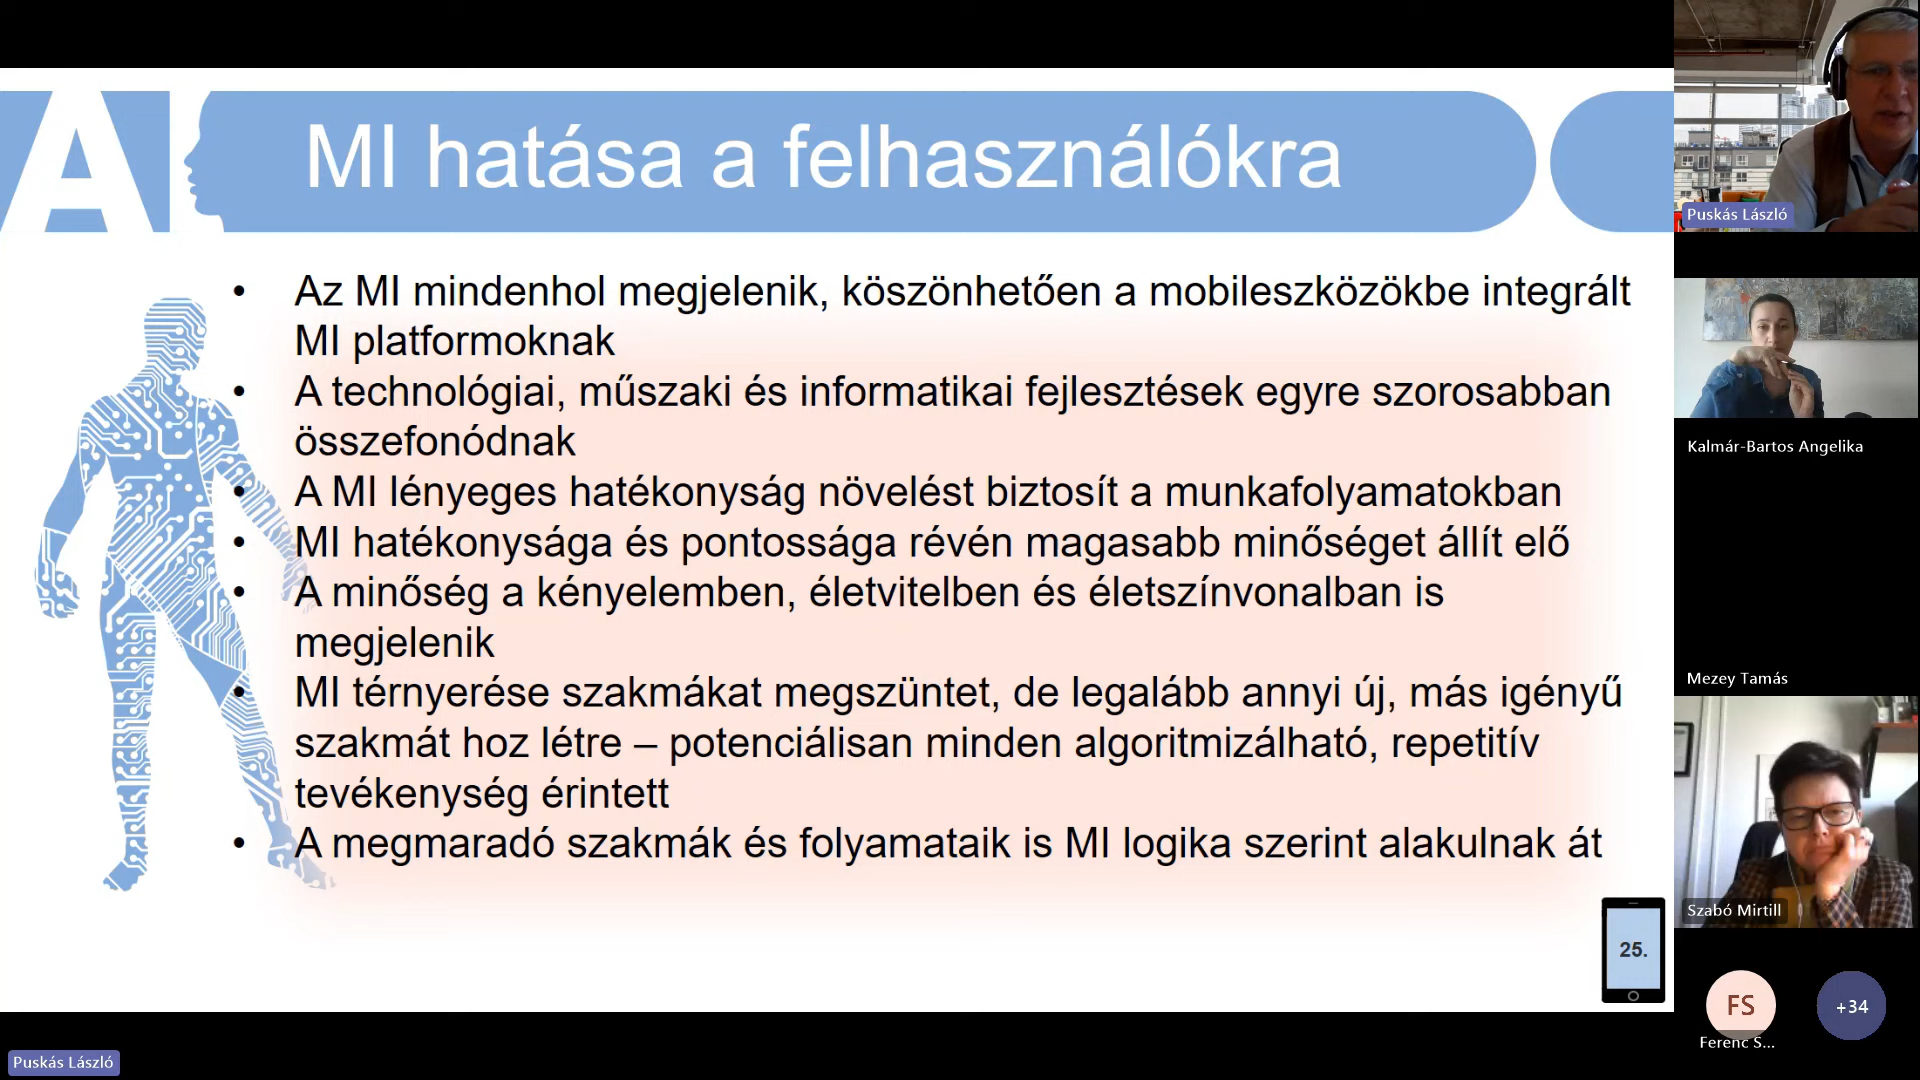 AI
MI hatása a felhasználókra
• Az MI mindenhol megjelenik, köszönhetően a mobileszközökbe integrált
MI platformoknak
• A technológiai, műszaki és informatikai fejlesztések egyre szorosabban
összefonódnak
• A MI lényeges hatékonyság növelést biztosít a munkafolyamatokban
• MI hatékonysága és pontossága révén magasabb minőséget állít elő
• A minőség a kényelemben, életvitelben és életszínvonalban is
megjelenik
• MI térnyerése szakmákat megszüntet, de legalább annyi új, más igényű
szakmát hoz létre – potenciálisan minden algoritmizálható, repetitív
tevékenység érintett
• A megmaradó szakmák és folyamataik is MI logika szerint alakulnak át
25.
Puskás László
Puskás László
Kalmár-Bartos Angelika
Mezey Tamás
Szabó Mirtill
FS
+34
Ferenc S...